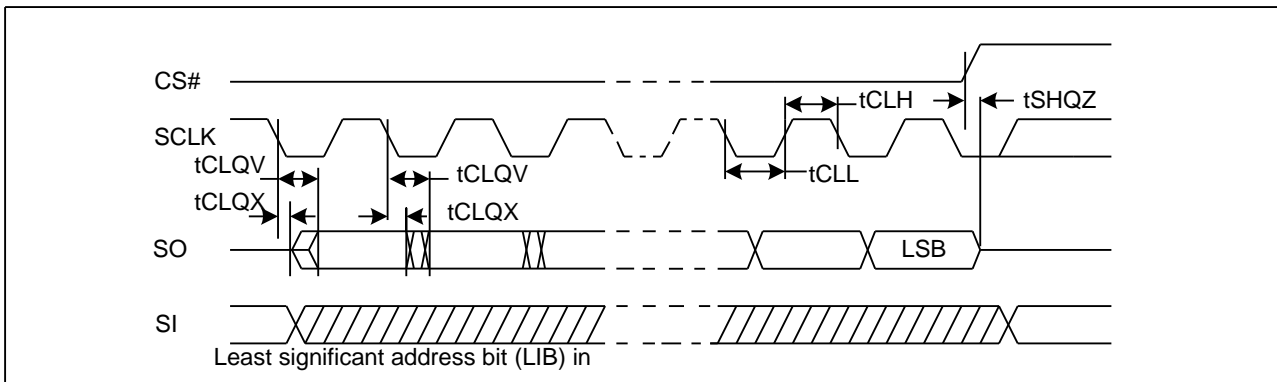 CS#
tCLH
tSHQZ
SCLK
tCLQV
tCLQV
tCLL
tCLQX
tCLQX
SO
LSB
SI
Least significant address bit (LIB) in